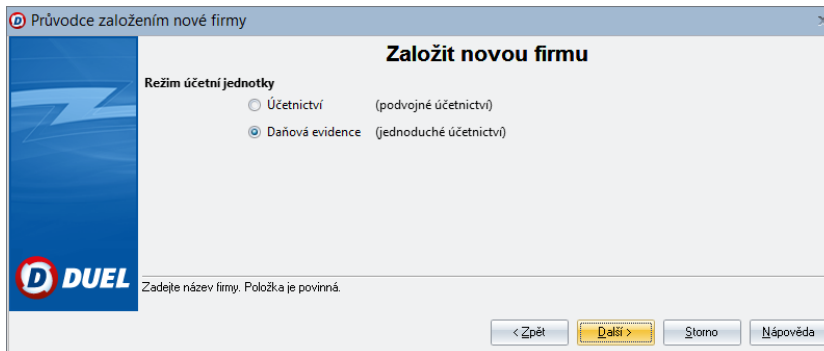 Průvodce založením nové firmy
Založit novou firmu
Režim účetní jednotky
Účetnictví (podvojné účetnictví)
Daňová evidence (jednoduché účetnictví)
DUEL
Zadejte název firmy. Položka je povinná.
< Zpět Další > Storno Nápověda